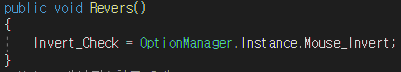 public void Revers()
{
    Invert_Check = OptionManager.Instance.Mouse_Invert;
}